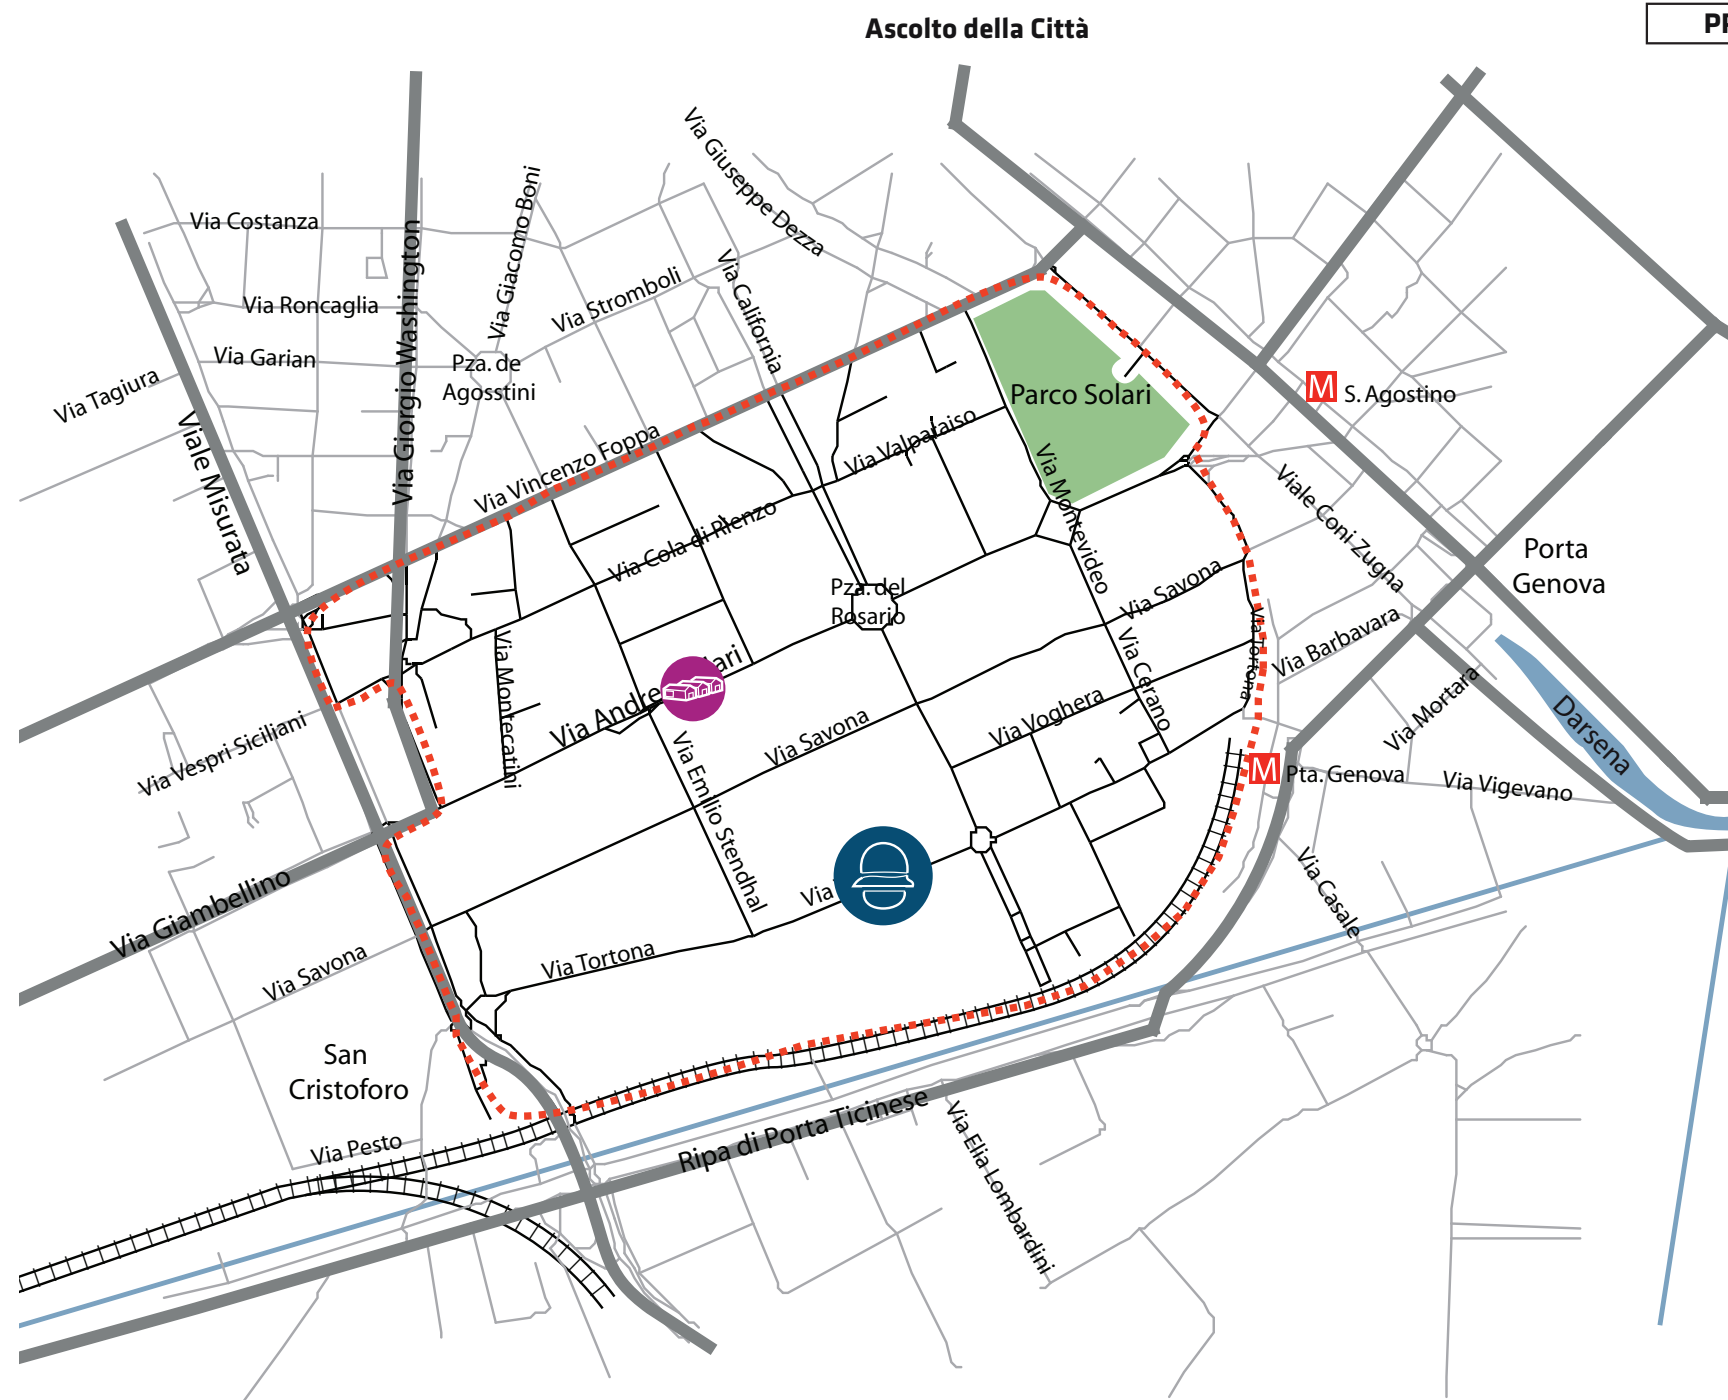 Ascolto della Città
Via Giuseppe Dezza
Via Costanza
Via Giacomo Boni
Via Giorgio Washington
Via California
Via Stromboli
Via Roncaglia
Via Garian
Pza. de
Agosstini
Via Tagiura
Viale Misurata
Parco Solari
M
S. Agostino
Via Vincenzo Foppa
Via Valparaiso
Via Montevideo
Viale Coni Zugna
Via Cola di Rienzo
Porta
Genova
Pza. del
Rosario
Via Savona
Via Tortona
Via Barbavara
Via Cerano
Via Montecatini
Via Andre
lari
Via Mortara
Darsena
Via Vespri Siciliani
Via Savona
Via Voghera
M
Pta. Genova
Via Vigevano
Via Emilio Stendhal
Via
Via Casale
Via Giambellino
Via Savona
Via Tortona
San
Cristoforo
Via Pesto
Ripa di Porta Ticinese
Via Elia Lombardini